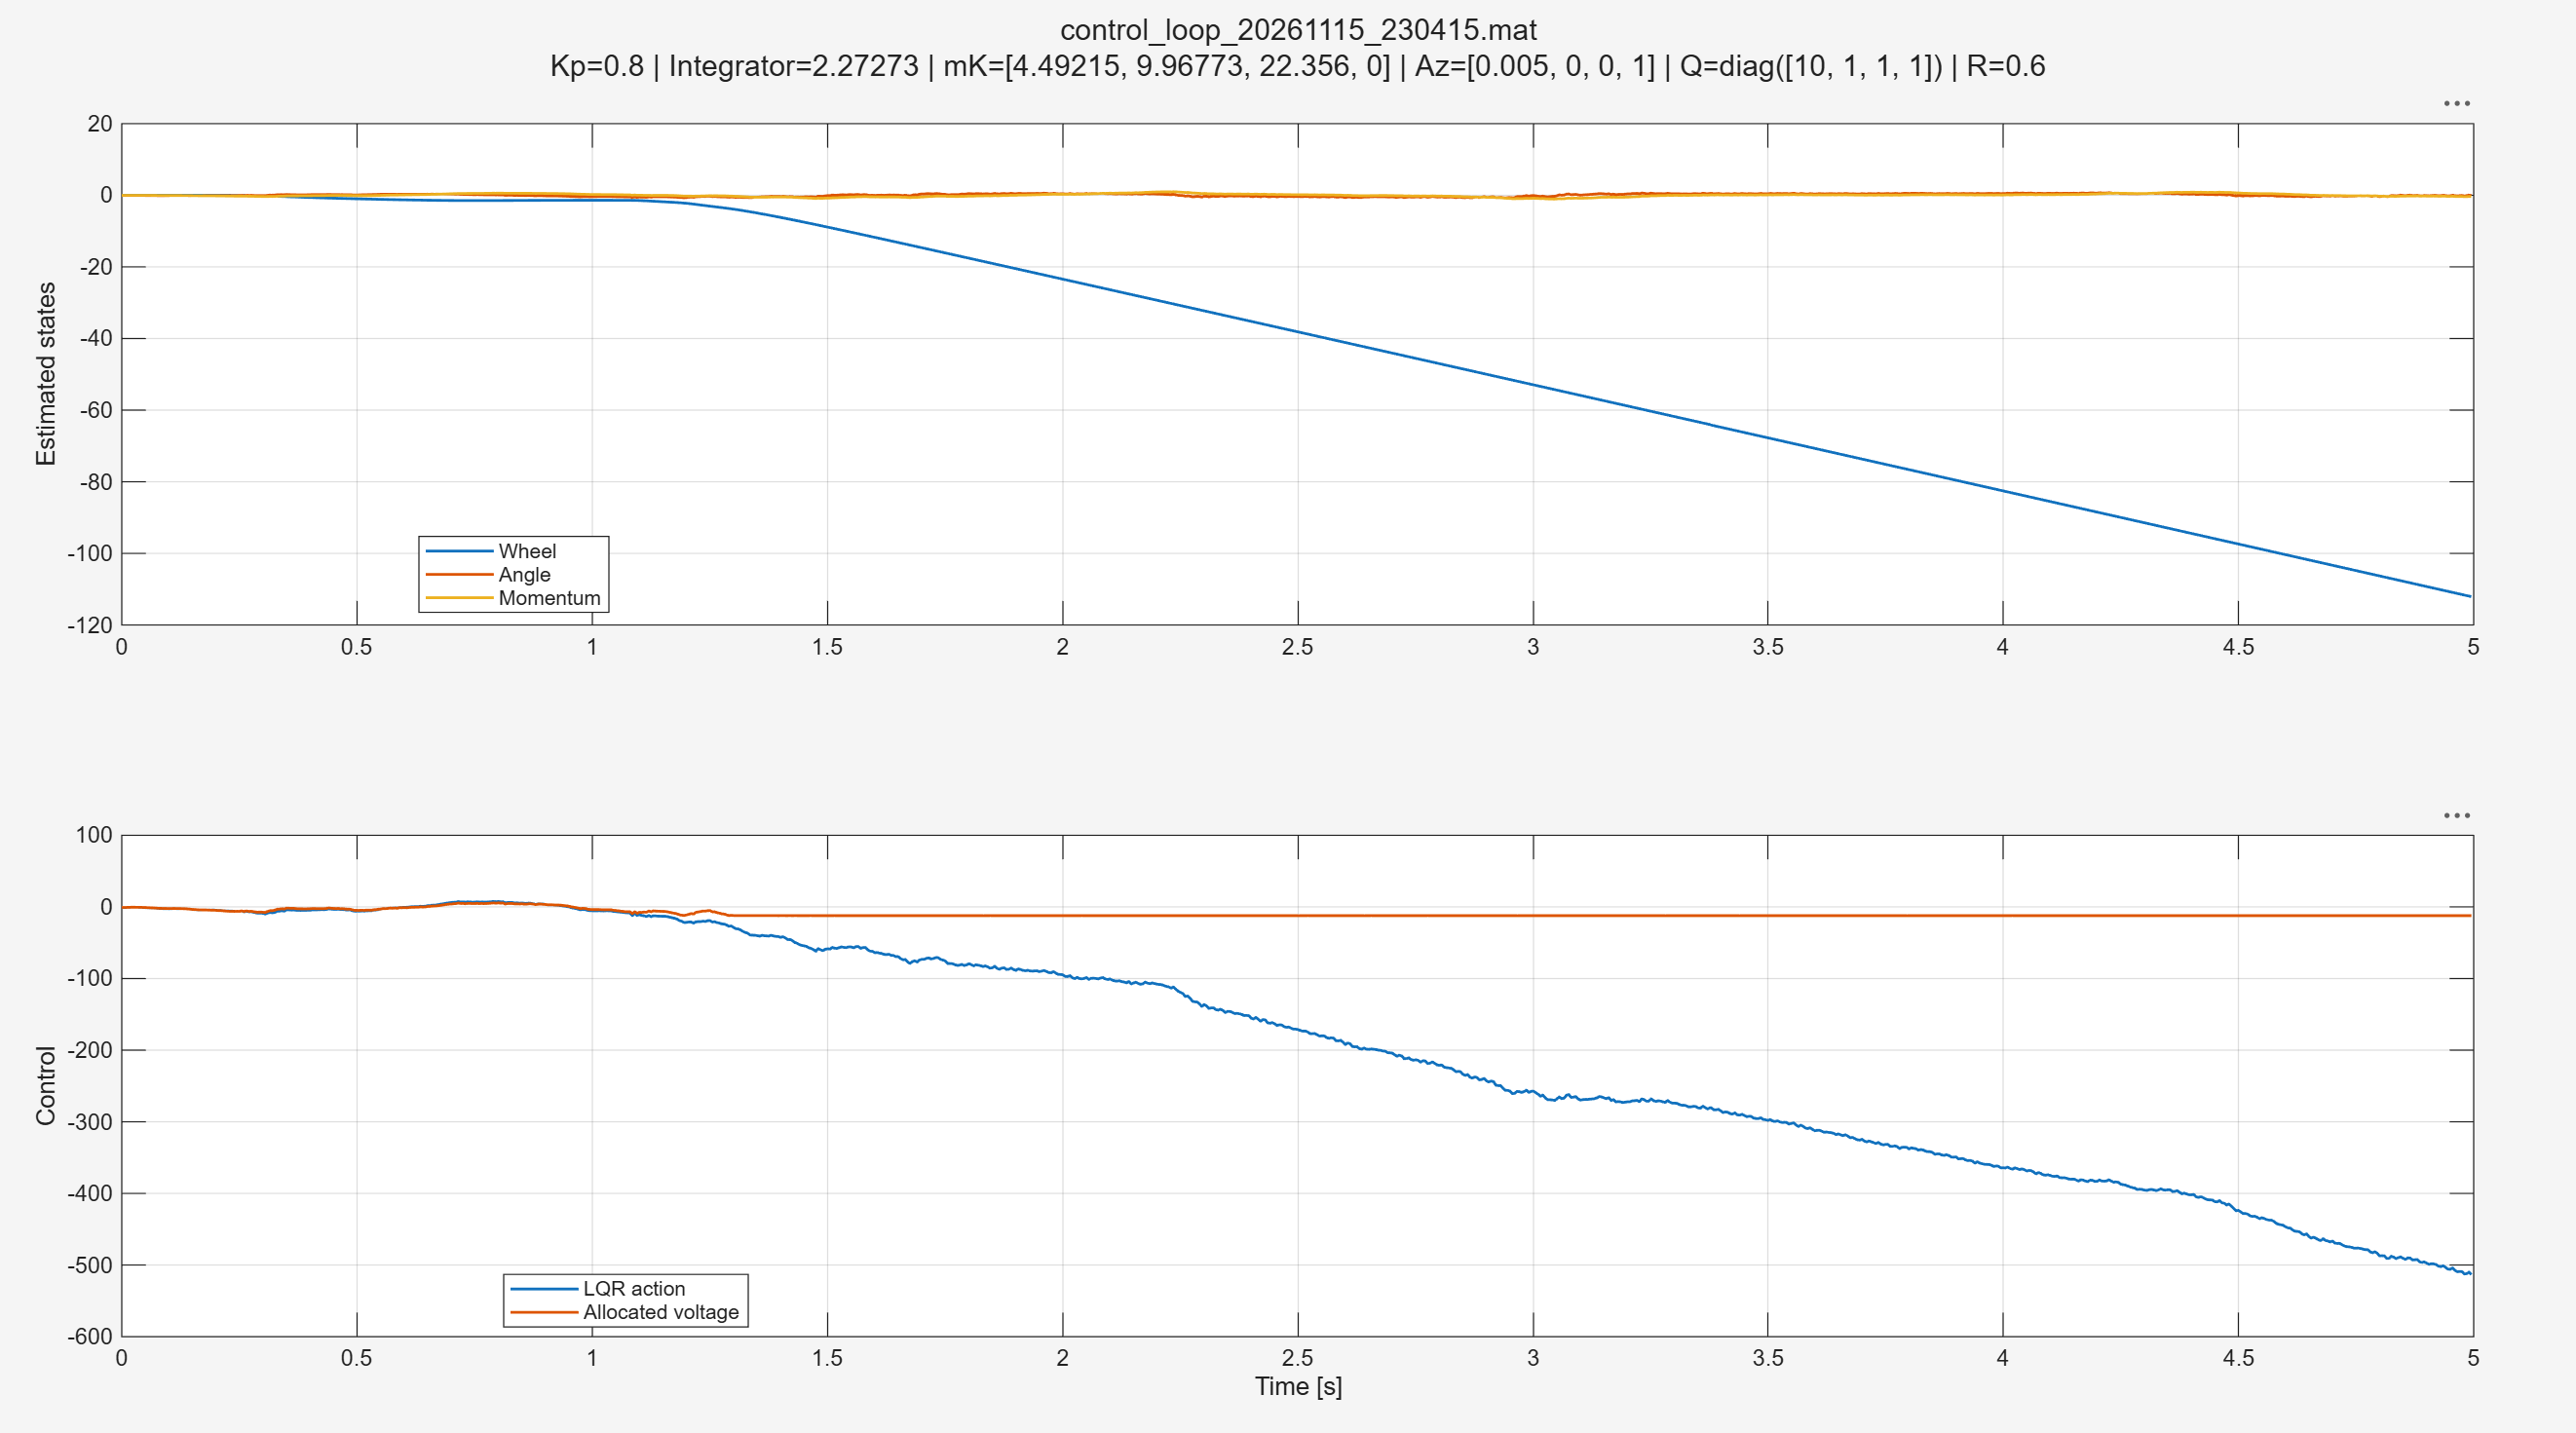 control_loop_20261115_230415.mat
Kp=0.8 | Integrator=2.27273 | mK=[4.49215, 9.96773, 22.356, 0] | Az=[0.005, 0, 0, 1] | Q=diag([10, 1, 1, 1]) | R=0.6
20
0
-20
-40
-60
-80
-100
-120
Estimated states
Wheel
Angle
Momentum
0 0.5 1 1.5 2 2.5 3 3.5 4 4.5 5
100
0
-100
-200
-300
-400
-500
-600
Control
LQR action
Allocated voltage
0 0.5 1 1.5 2 2.5 3 3.5 4 4.5 5
Time [s]